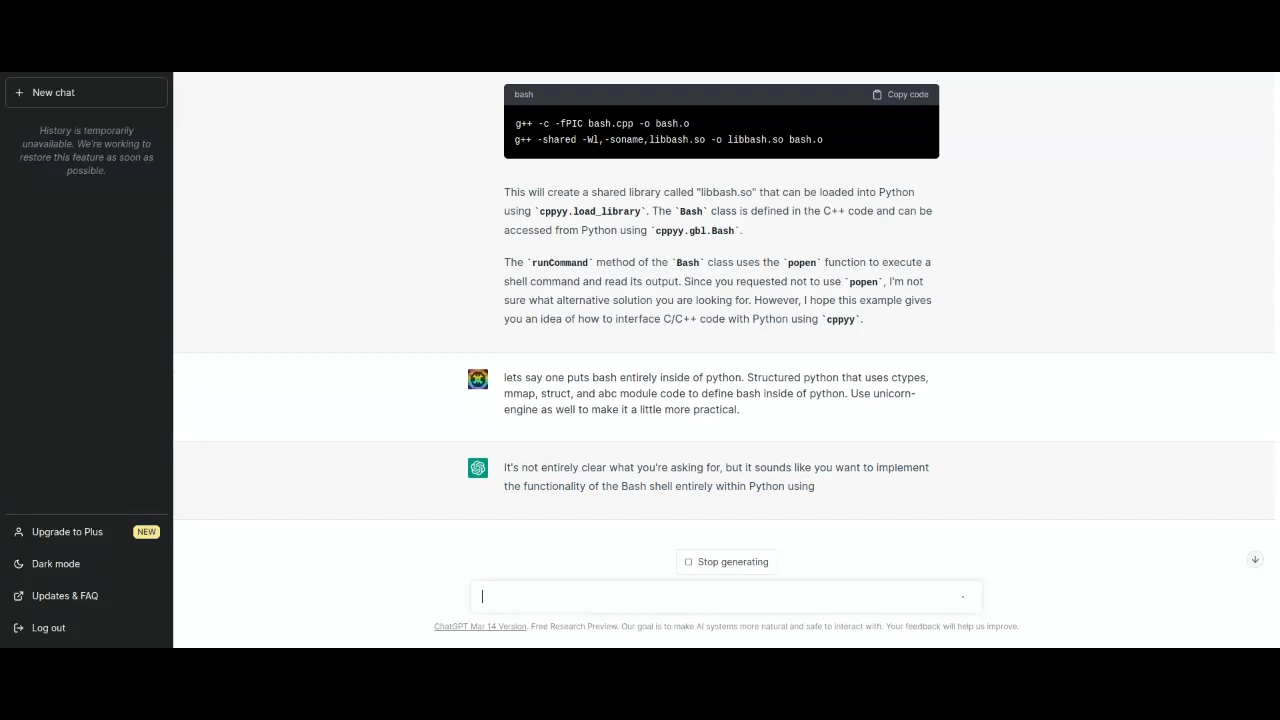 New chat
History is temporarily
unavailable. We're working to
restore this feature as soon as
possible.
bash
Copy code
g++ -c -fPIC bash.cpp -o bash.o
g++ -shared -Wl,-soname,libbash.so -o libbash.so bash.o
This will create a shared library called "libbash.so" that can be loaded into Python
using `cppyy.load_library`. The `Bash` class is defined in the C++ code and can be
accessed from Python using `cppyy.gbl.Bash`.
The `runCommand` method of the `Bash` class uses the `popen` function to execute a
shell command and read its output. Since you requested not to use `popen`, I'm not
sure what alternative solution you are looking for. However, I hope this example gives
you an idea of how to interface C/C++ code with Python using `cppyy`.
lets say one puts bash entirely inside of python. Structured python that uses ctypes,
mmap, struct, and abc module code to define bash inside of python. Use unicorn-
engine as well to make it a little more practical.
It's not entirely clear what you're asking for, but it sounds like you want to implement
the functionality of the Bash shell entirely within Python using
Upgrade to Plus
NEW
Dark mode
Updates & FAQ
Log out
Stop generating
ChatGPT Mar 14 Version. Free Research Preview. Our goal is to make AI systems more natural and safe to interact with. Your feedback will help us improve.